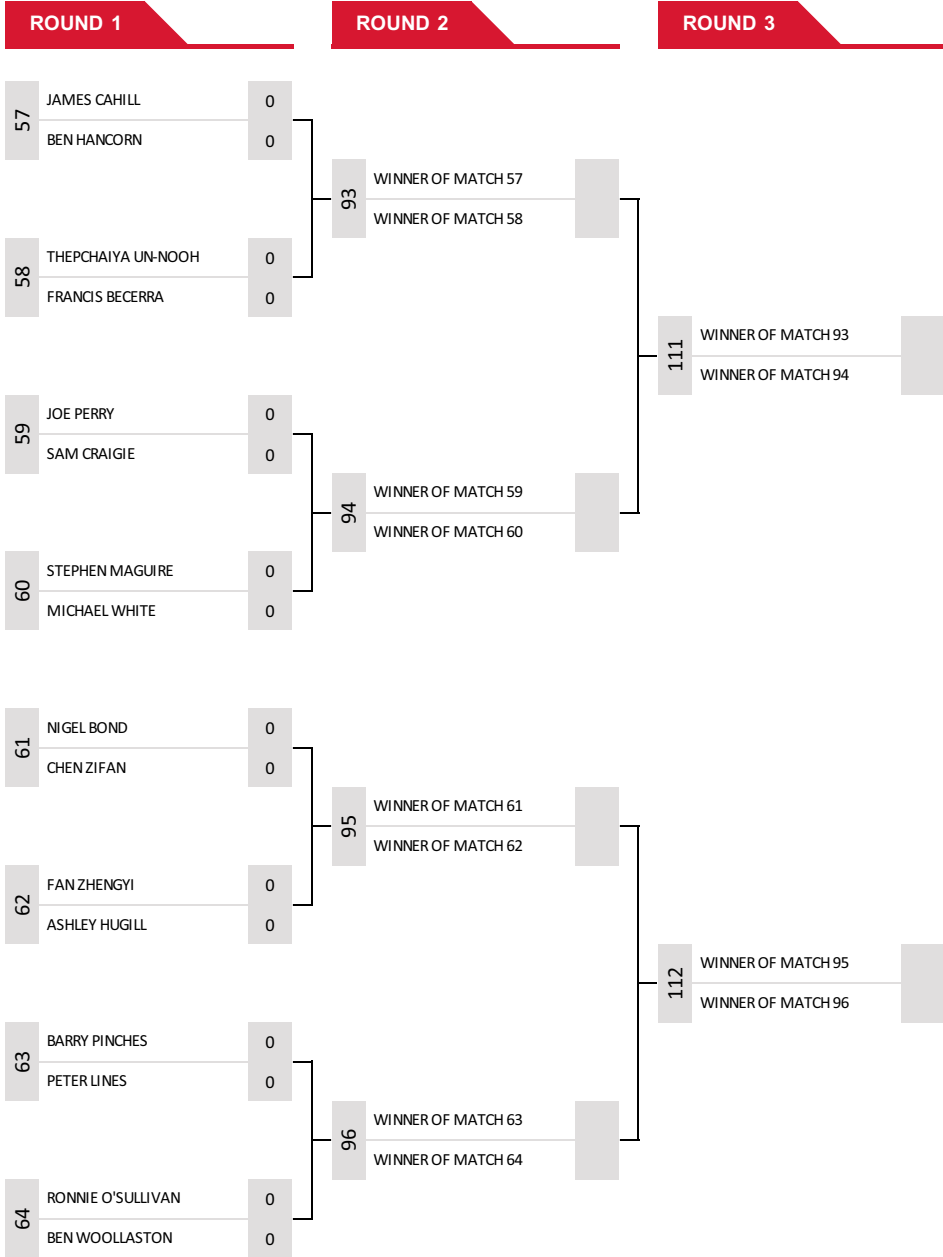 ROUND 1
ROUND 2
ROUND 3
57
JAMES CAHILL 0
BEN HANCORN 0
93
WINNER OF MATCH 57
WINNER OF MATCH 58
58
THEPCHAIYA UN-NOOH 0
FRANCIS BECERRA 0
111
WINNER OF MATCH 93
WINNER OF MATCH 94
59
JOE PERRY 0
SAM CRAIGIE 0
94
WINNER OF MATCH 59
WINNER OF MATCH 60
60
STEPHEN MAGUIRE 0
MICHAEL WHITE 0
61
NIGEL BOND 0
CHEN ZIFAN 0
95
WINNER OF MATCH 61
WINNER OF MATCH 62
62
FAN ZHENGYI 0
ASHLEY HUGILL 0
112
WINNER OF MATCH 95
WINNER OF MATCH 96
63
BARRY PINCHES 0
PETER LINES 0
96
WINNER OF MATCH 63
WINNER OF MATCH 64
64
RONNIE O'SULLIVAN 0
BEN WOOLLASTON 0